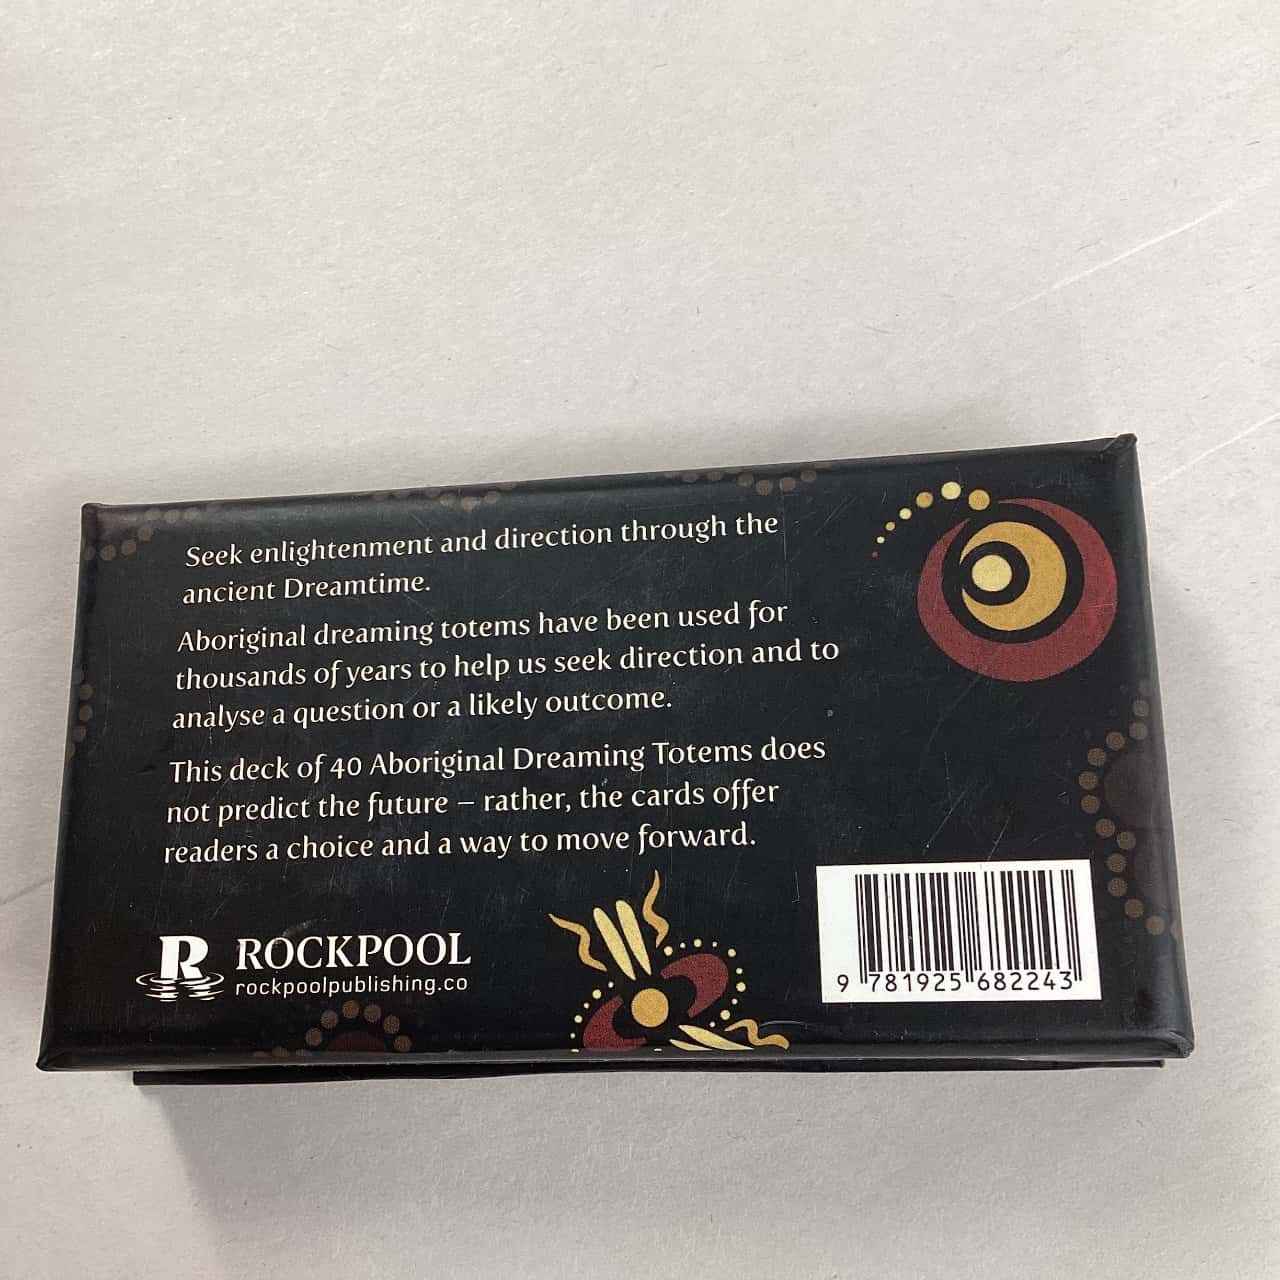 Seek enlightenment and direction through the
ancient Dreamtime.
Aboriginal dreaming totems have been used for
thousands of years to help us seek direction and to
analyse a question or a likely outcome.
This deck of 40 Aboriginal Dreaming Totems does
not predict the future – rather, the cards offer
readers a choice and a way to move forward.
R ROCKPOOL
rockpoolpublishing.co
9 781925 682243